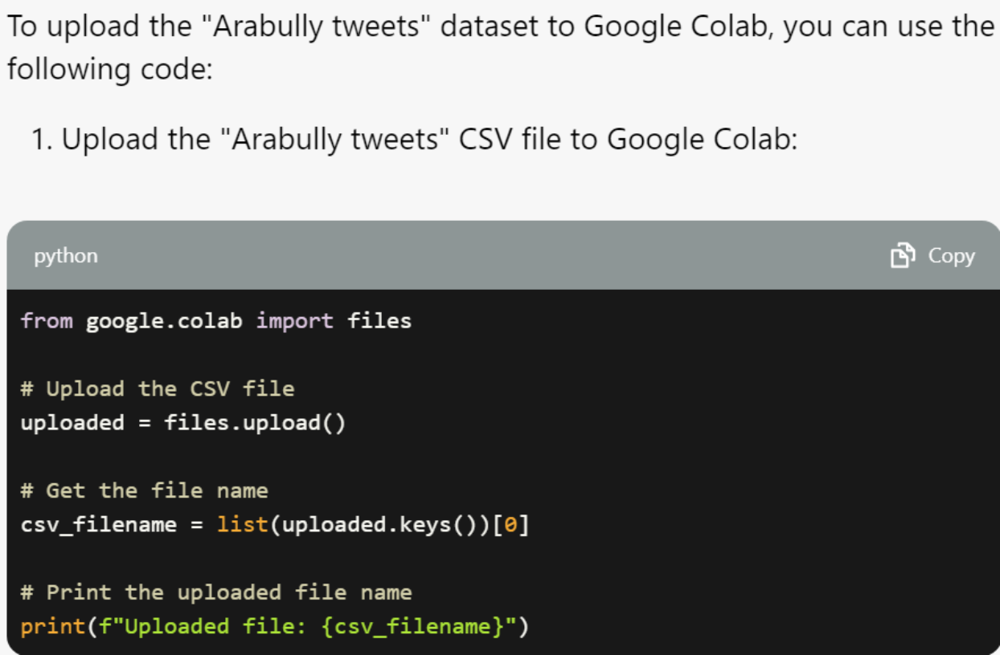 To upload the "Arabully tweets" dataset to Google Colab, you can use the
following code:
1. Upload the "Arabully tweets" CSV file to Google Colab:
python
Copy
from google.colab import files
# Upload the CSV file
uploaded = files.upload()
# Get the file name
csv_filename = list(uploaded.keys())[0]
# Print the uploaded file name
print(f"Uploaded file: {csv_filename}")